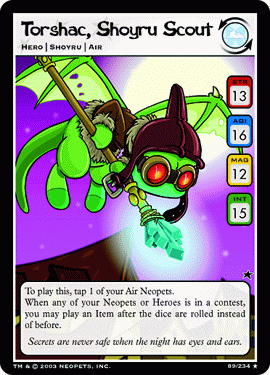 Torshac, Shoyru Scout
HERO | SHOYRU | AIR
STR
13
AGI
16
MAG
12
INT
15
To play this, tap 1 of your Air Neopets.
When any of your Neopets or Heroes is in a contest,
you may play an Item after the dice are rolled instead
of before.
Secrets are never safe when the night has eyes and ears.
TM & © 2003 NEOPETS, INC.
89/234 ★